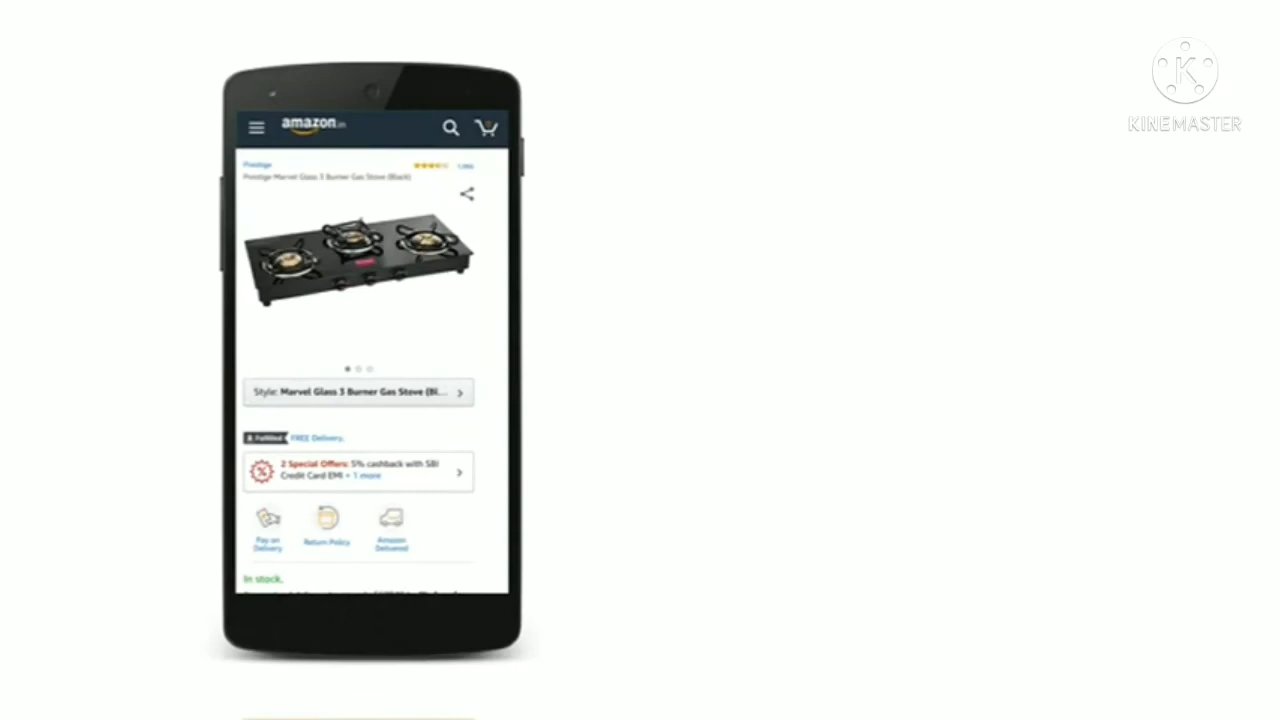 KINEMASTER
amazon.in
Prestige
Prestige Marvel Glass 3 Burner Gas Stove (Black)
Style: Marvel Glass 3 Burner Gas Stove (Bl...
Fulfilled FREE Delivery.
2 Special Offers: 5% cashback with SBI
Credit Card EMI + 1 more
Pay on
Delivery
Return Policy
Amazon
Delivered
In stock.